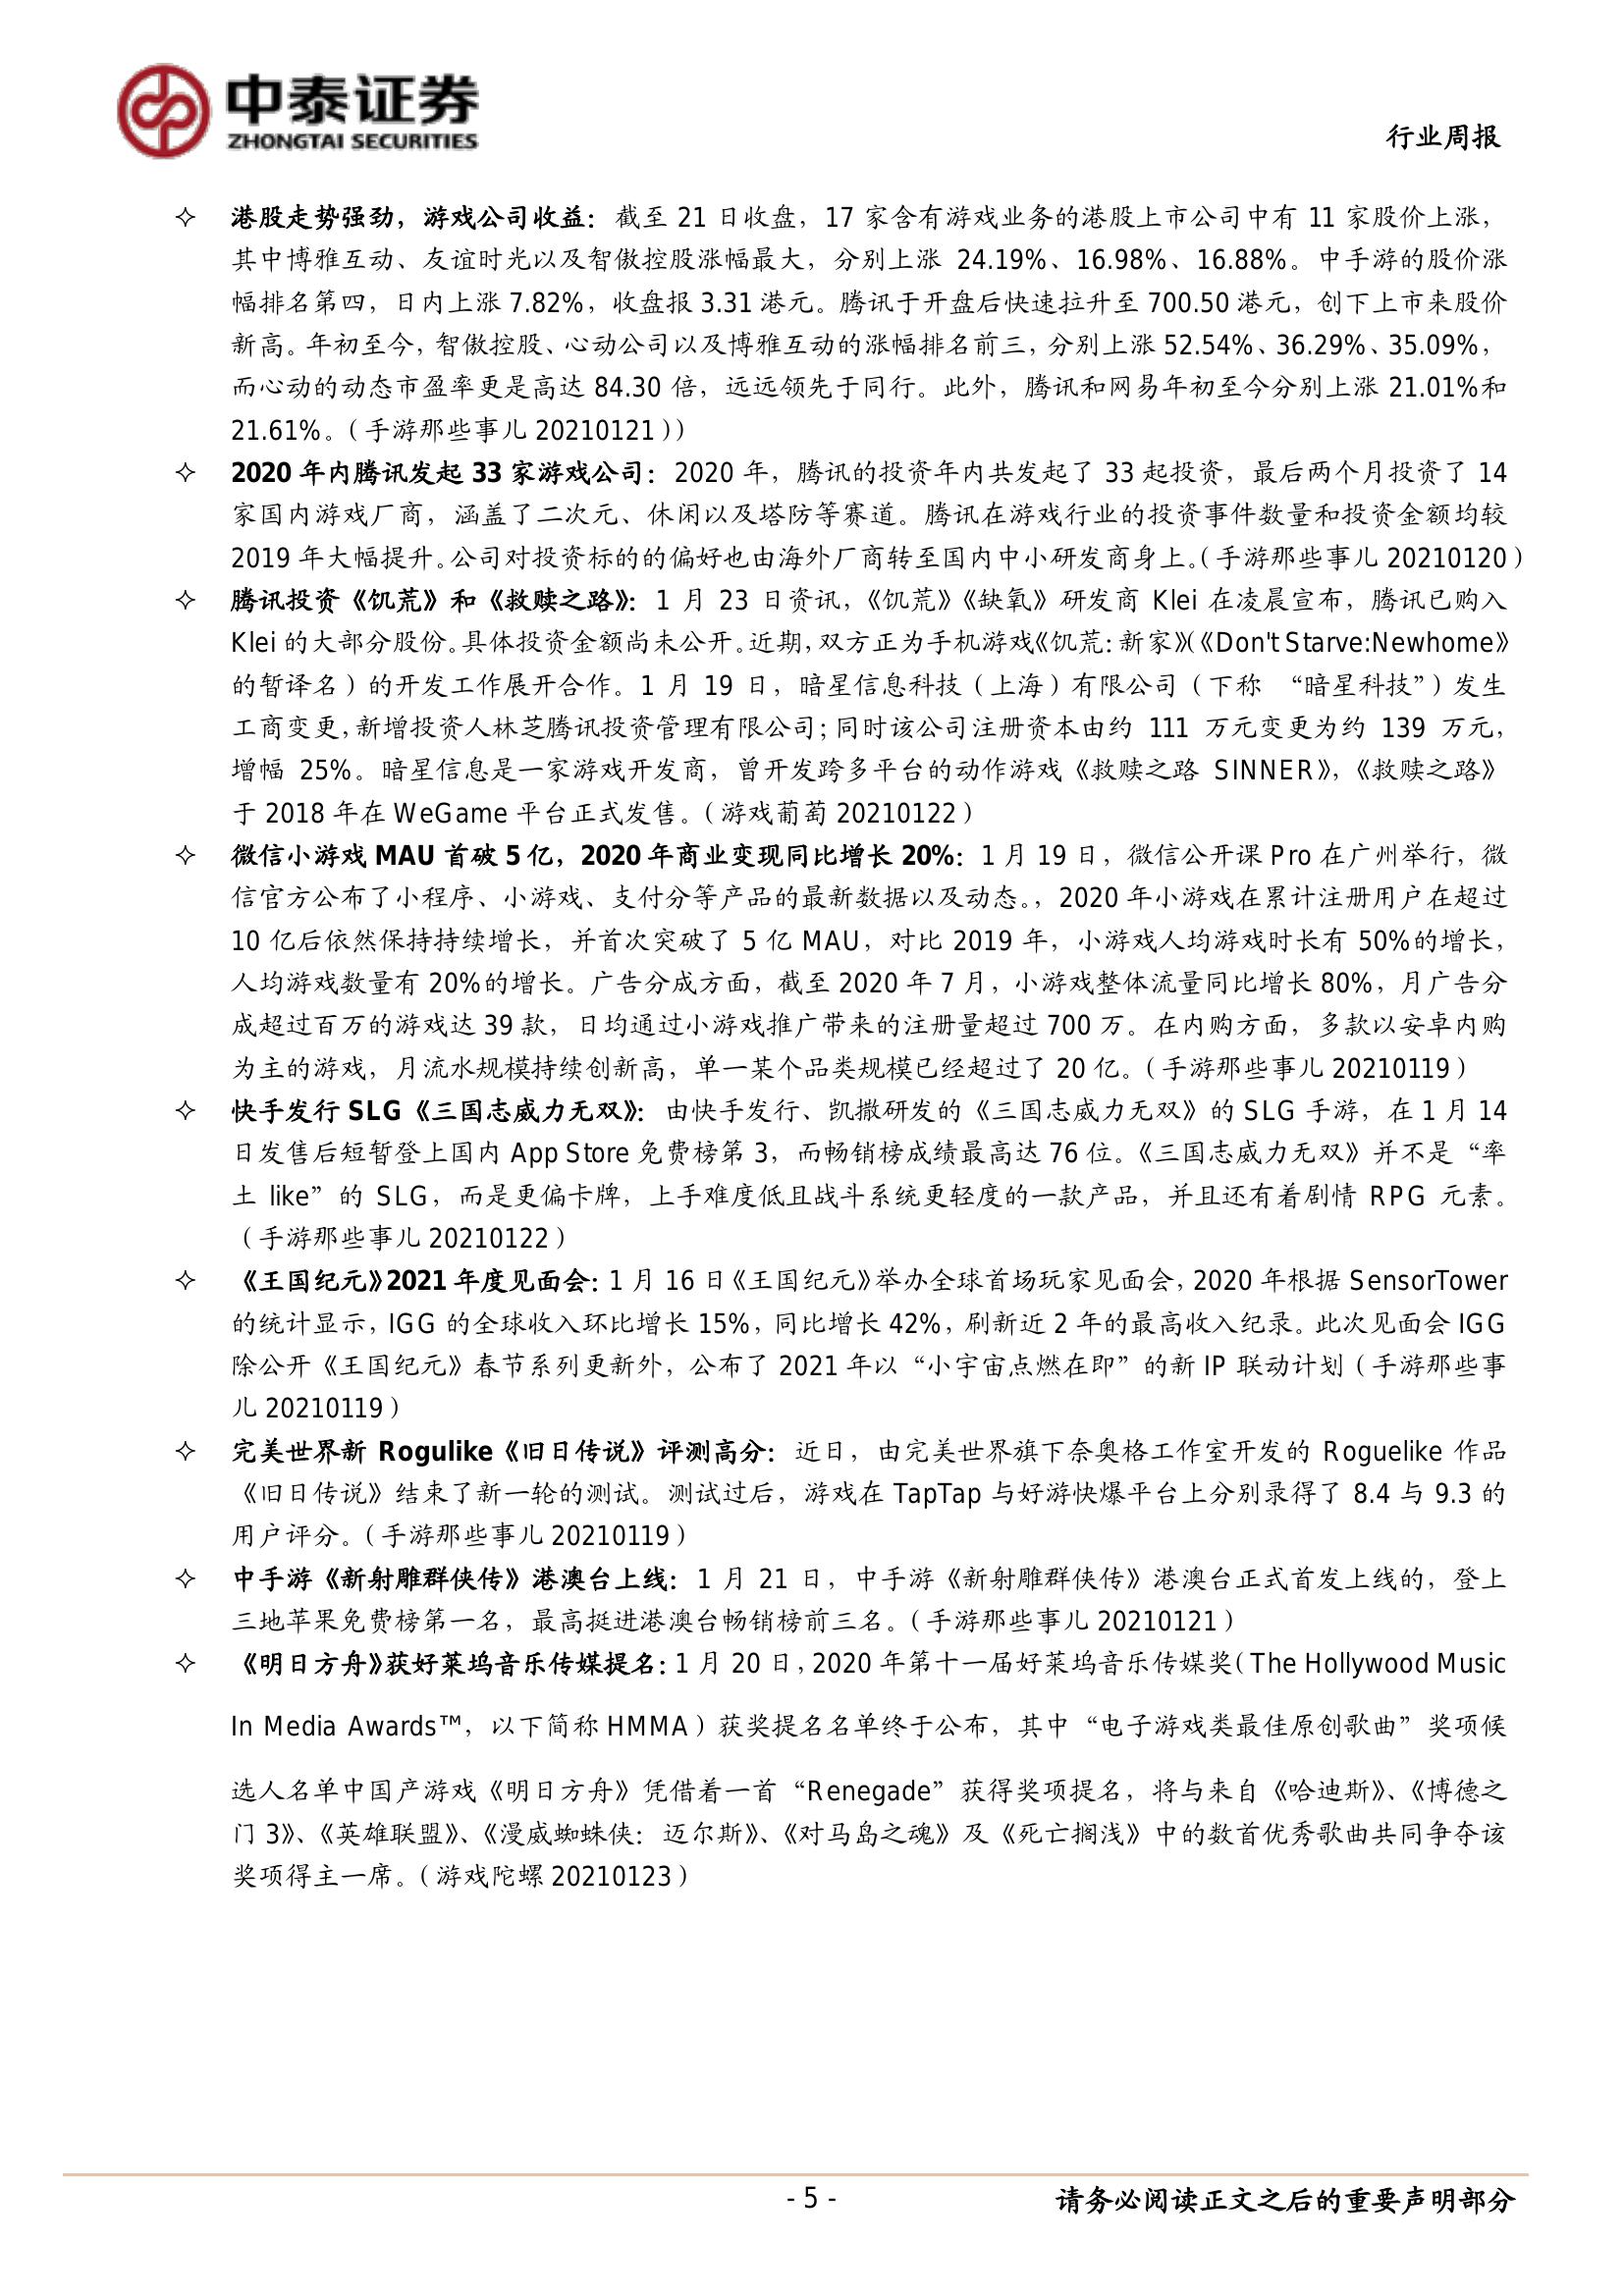 中泰证券
ZHONGTAI SECURITIES
行业周报
港股走势强劲，游戏公司收益：截至 21 日收盘，17 家含有游戏业务的港股上市公司中有 11 家股价上涨，
其中博雅互动、友谊时光以及智傲控股涨幅最大，分别上涨 24.19%、16.98%、16.88%。中手游的股价涨
幅排名第四，日内上涨 7.82%，收盘报 3.31 港元。腾讯于开盘后快速拉升至 700.50 港元，创下上市来股价
新高。年初至今，智傲控股、心动公司以及博雅互动的涨幅排名前三，分别上涨 52.54%、36.29%、35.09%，
而心动的动态市盈率更是高达 84.30 倍，远远领先于同行。此外，腾讯和网易年初至今分别上涨 21.01%和
21.61%。（手游那些事儿 20210121））
2020 年内腾讯发起 33 家游戏公司：2020 年，腾讯的投资年内共发起了 33 起投资，最后两个月投资了 14
家国内游戏厂商，涵盖了二次元、休闲以及塔防等赛道。腾讯在游戏行业的投资事件数量和投资金额均较
2019 年大幅提升。公司对投资标的的偏好也由海外厂商转至国内中小研发商身上。（手游那些事儿 20210120）
腾讯投资《饥荒》和《救赎之路》：1 月 23 日资讯，《饥荒》《缺氧》研发商 Klei 在凌晨宣布，腾讯已购入
Klei 的大部分股份。具体投资金额尚未公开。近期，双方正为手机游戏《饥荒：新家》（《Don't Starve:Newhome》
的暂译名）的开发工作展开合作。1 月 19 日，暗星信息科技（上海）有限公司（下称 “暗星科技”）发生
工商变更，新增投资人林芝腾讯投资管理有限公司；同时该公司注册资本由约 111 万元变更为约 139 万元，
增幅 25%。暗星信息是一家游戏开发商，曾开发跨多平台的动作游戏《救赎之路 SINNER》，《救赎之路》
于 2018 年在 WeGame 平台正式发售。（游戏葡萄 20210122）
微信小游戏 MAU 首破 5 亿，2020 年商业变现同比增长 20%：1 月 19 日，微信公开课 Pro 在广州举行，微
信官方公布了小程序、小游戏、支付分等产品的最新数据以及动态。，2020 年小游戏在累计注册用户在超过
10 亿后依然保持持续增长，并首次突破了 5 亿 MAU，对比 2019 年，小游戏人均游戏时长有 50%的增长，
人均游戏数量有 20%的增长。广告分成方面，截至 2020 年 7 月，小游戏整体流量同比增长 80%，月广告分
成超过百万的游戏达 39 款，日均通过小游戏推广带来的注册量超过 700 万。在内购方面，多款以安卓内购
为主的游戏，月流水规模持续创新高，单一某个品类规模已经超过了 20 亿。（手游那些事儿 20210119）
快手发行 SLG《三国志威力无双》：由快手发行、凯撒研发的《三国志威力无双》的 SLG 手游，在 1 月 14
日发售后短暂登上国内 App Store 免费榜第 3，而畅销榜成绩最高达 76 位。《三国志威力无双》并不是“率
土 like”的 SLG，而是更偏卡牌，上手难度低且战斗系统更轻度的一款产品，并且还有着剧情 RPG 元素。
（手游那些事儿 20210122）
《王国纪元》2021 年度见面会：1 月 16 日《王国纪元》举办全球首场玩家见面会，2020 年根据 SensorTower
的统计显示，IGG 的全球收入环比增长 15%，同比增长 42%，刷新近 2 年的最高收入纪录。此次见面会 IGG
除公开《王国纪元》春节系列更新外，公布了 2021 年以“小宇宙点燃在即”的新 IP 联动计划（手游那些事
儿 20210119）
完美世界新 Rogulike《旧日传说》评测高分：近日，由完美世界旗下奈奥格工作室开发的 Roguelike 作品
《旧日传说》结束了新一轮的测试。测试过后，游戏在 TapTap 与好游快爆平台上分别录得了 8.4 与 9.3 的
用户评分。（手游那些事儿 20210119）
中手游《新射雕群侠传》港澳台上线：1 月 21 日，中手游《新射雕群侠传》港澳台正式首发上线的，登上
三地苹果免费榜第一名，最高挺进港澳台畅销榜前三名。（手游那些事儿 20210121）
《明日方舟》获好莱坞音乐传媒提名：1 月 20 日，2020 年第十一届好莱坞音乐传媒奖（The Hollywood Music
In Media Awards™，以下简称 HMMA）获奖提名名单终于公布，其中“电子游戏类最佳原创歌曲”奖项候
选人名单中国产游戏《明日方舟》凭借着一首“Renegade”获得奖项提名，将与来自《哈迪斯》、《博德之
门 3》、《英雄联盟》、《漫威蜘蛛侠：迈尔斯》、《对马岛之魂》及《死亡搁浅》中的数首优秀歌曲共同争夺该
奖项得主一席。（游戏陀螺 20210123）
- 5 -
请务必阅读正文之后的重要声明部分